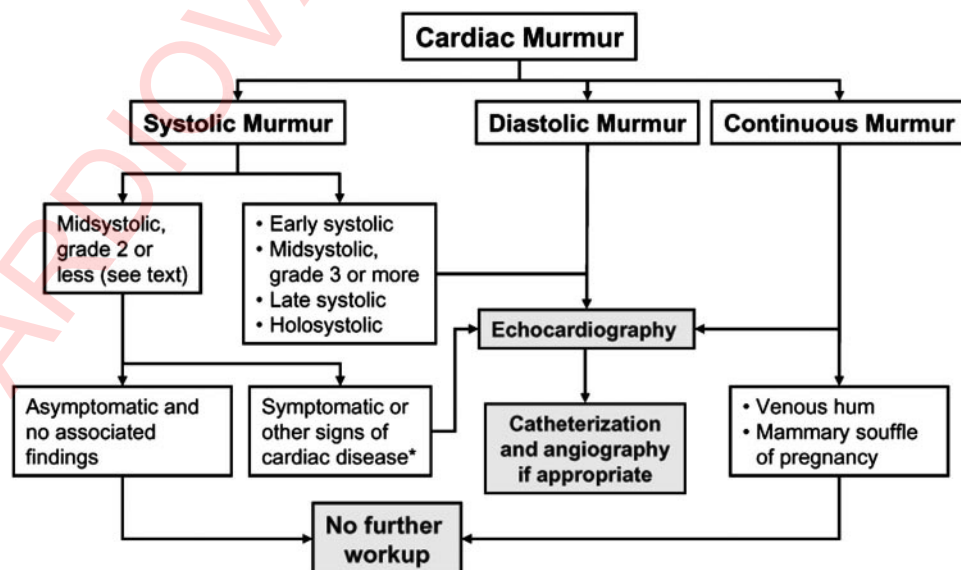 Cardiac Murmur
Systolic Murmur
Diastolic Murmur
Continuous Murmur
Midsystolic,
grade 2 or
less (see text)
• Early systolic
• Midsystolic,
grade 3 or more
• Late systolic
• Holosystolic
Echocardiography
Asymptomatic and
no associated
findings
Symptomatic or
other signs of
cardiac disease*
Catheterization
and angiography
if appropriate
• Venous hum
• Mammary souffle
of pregnancy
No further
workup
ARDIOV